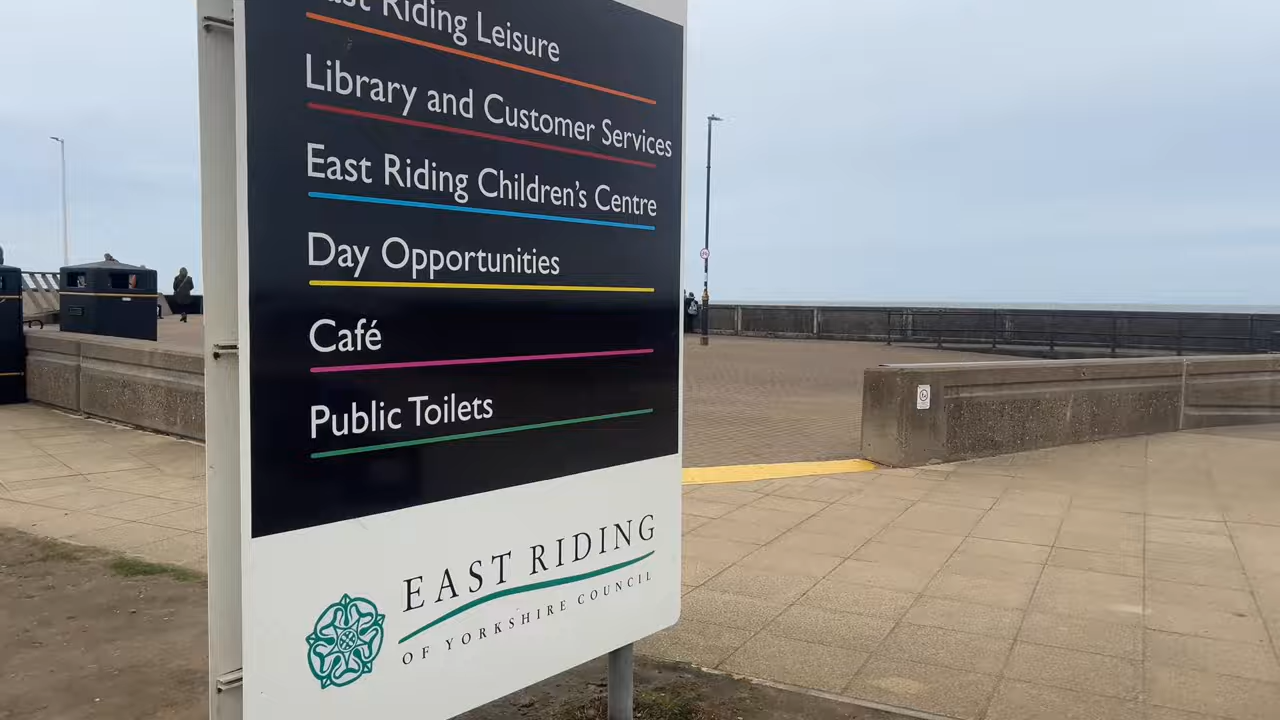 East Riding Leisure
Library and Customer Services
East Riding Children's Centre
Day Opportunities
Café
Public Toilets
EAST RIDING
OF YORKSHIRE COUNCIL